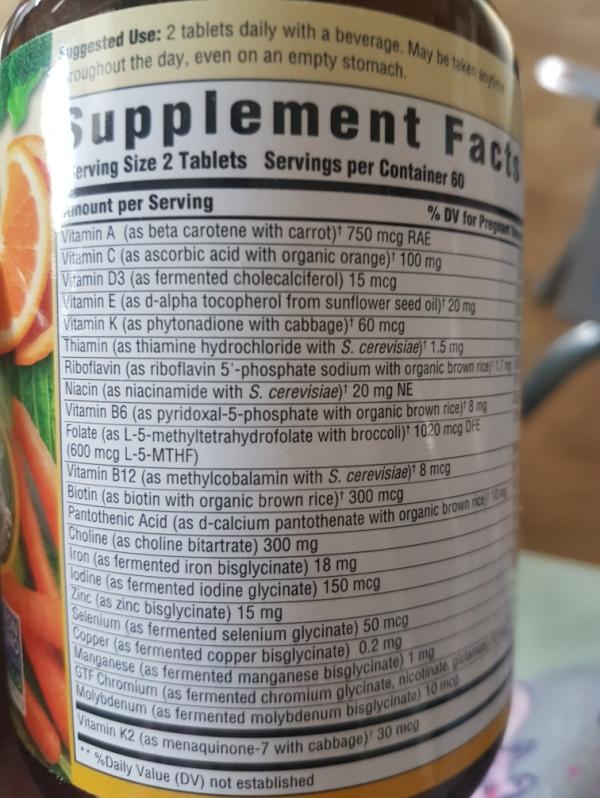 Suggested Use: 2 tablets daily with a beverage. May be taken anytime
throughout the day, even on an empty stomach.
Supplement Facts
Serving Size 2 Tablets Servings per Container 60
Amount per Serving % DV for Pregnant
Vitamin A (as beta carotene with carrot)† 750 mcg RAE
Vitamin C (as ascorbic acid with organic orange)† 100 mg
Vitamin D3 (as fermented cholecalciferol) 15 mcg
Vitamin E (as d-alpha tocopherol from sunflower seed oil)† 20 mg
Vitamin K (as phytonadione with cabbage)† 60 mcg
Thiamin (as thiamine hydrochloride with S. cerevisiae)† 1.5 mg
Riboflavin (as riboflavin 5'-phosphate sodium with organic brown rice)† 1.7 mg
Niacin (as niacinamide with S. cerevisiae)† 20 mg NE
Vitamin B6 (as pyridoxal-5-phosphate with organic brown rice)† 8 mg
Folate (as L-5-methyltetrahydrofolate with broccoli)† 1020 mcg DFE
(600 mcg L-5-MTHF)
Vitamin B12 (as methylcobalamin with S. cerevisiae)† 8 mcg
Biotin (as biotin with organic brown rice)† 300 mcg
Pantothenic Acid (as d-calcium pantothenate with organic brown rice)† 10 mg
Choline (as choline bitartrate) 300 mg
Iron (as fermented iron bisglycinate) 18 mg
Iodine (as fermented iodine glycinate) 150 mcg
Zinc (as zinc bisglycinate) 15 mg
Selenium (as fermented selenium glycinate) 50 mcg
Copper (as fermented copper bisglycinate) 0.2 mg
Manganese (as fermented manganese bisglycinate) 1 mg
GTF Chromium (as fermented chromium glycinate, nicotinate, glutamate)
Molybdenum (as fermented molybdenum bisglycinate) 10 mcg
Vitamin K2 (as menaquinone-7 with cabbage)† 30 mcg
** %Daily Value (DV) not established